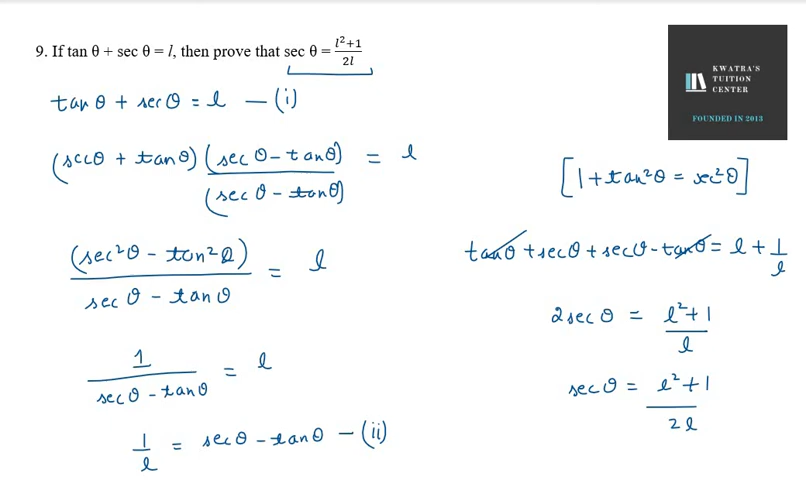 9. If tan θ + sec θ = l, then prove that sec θ = (l²+1)/(2l)
tan θ + sec θ = l — (i)
(sec θ + tan θ) (sec θ - tan θ)/(sec θ - tan θ) = l
(sec²θ - tan²θ)/(sec θ - tan θ) = l
1/(sec θ - tan θ) = l
1/l = sec θ - tan θ — (ii)
KWATRA'S
TUITION
CENTER
FOUNDED IN 2013
[1 + tan²θ = sec²θ]
tan θ + sec θ + sec θ - tan θ = l + 1/l
2 sec θ = (l²+1)/l
sec θ = (l²+1)/(2l)